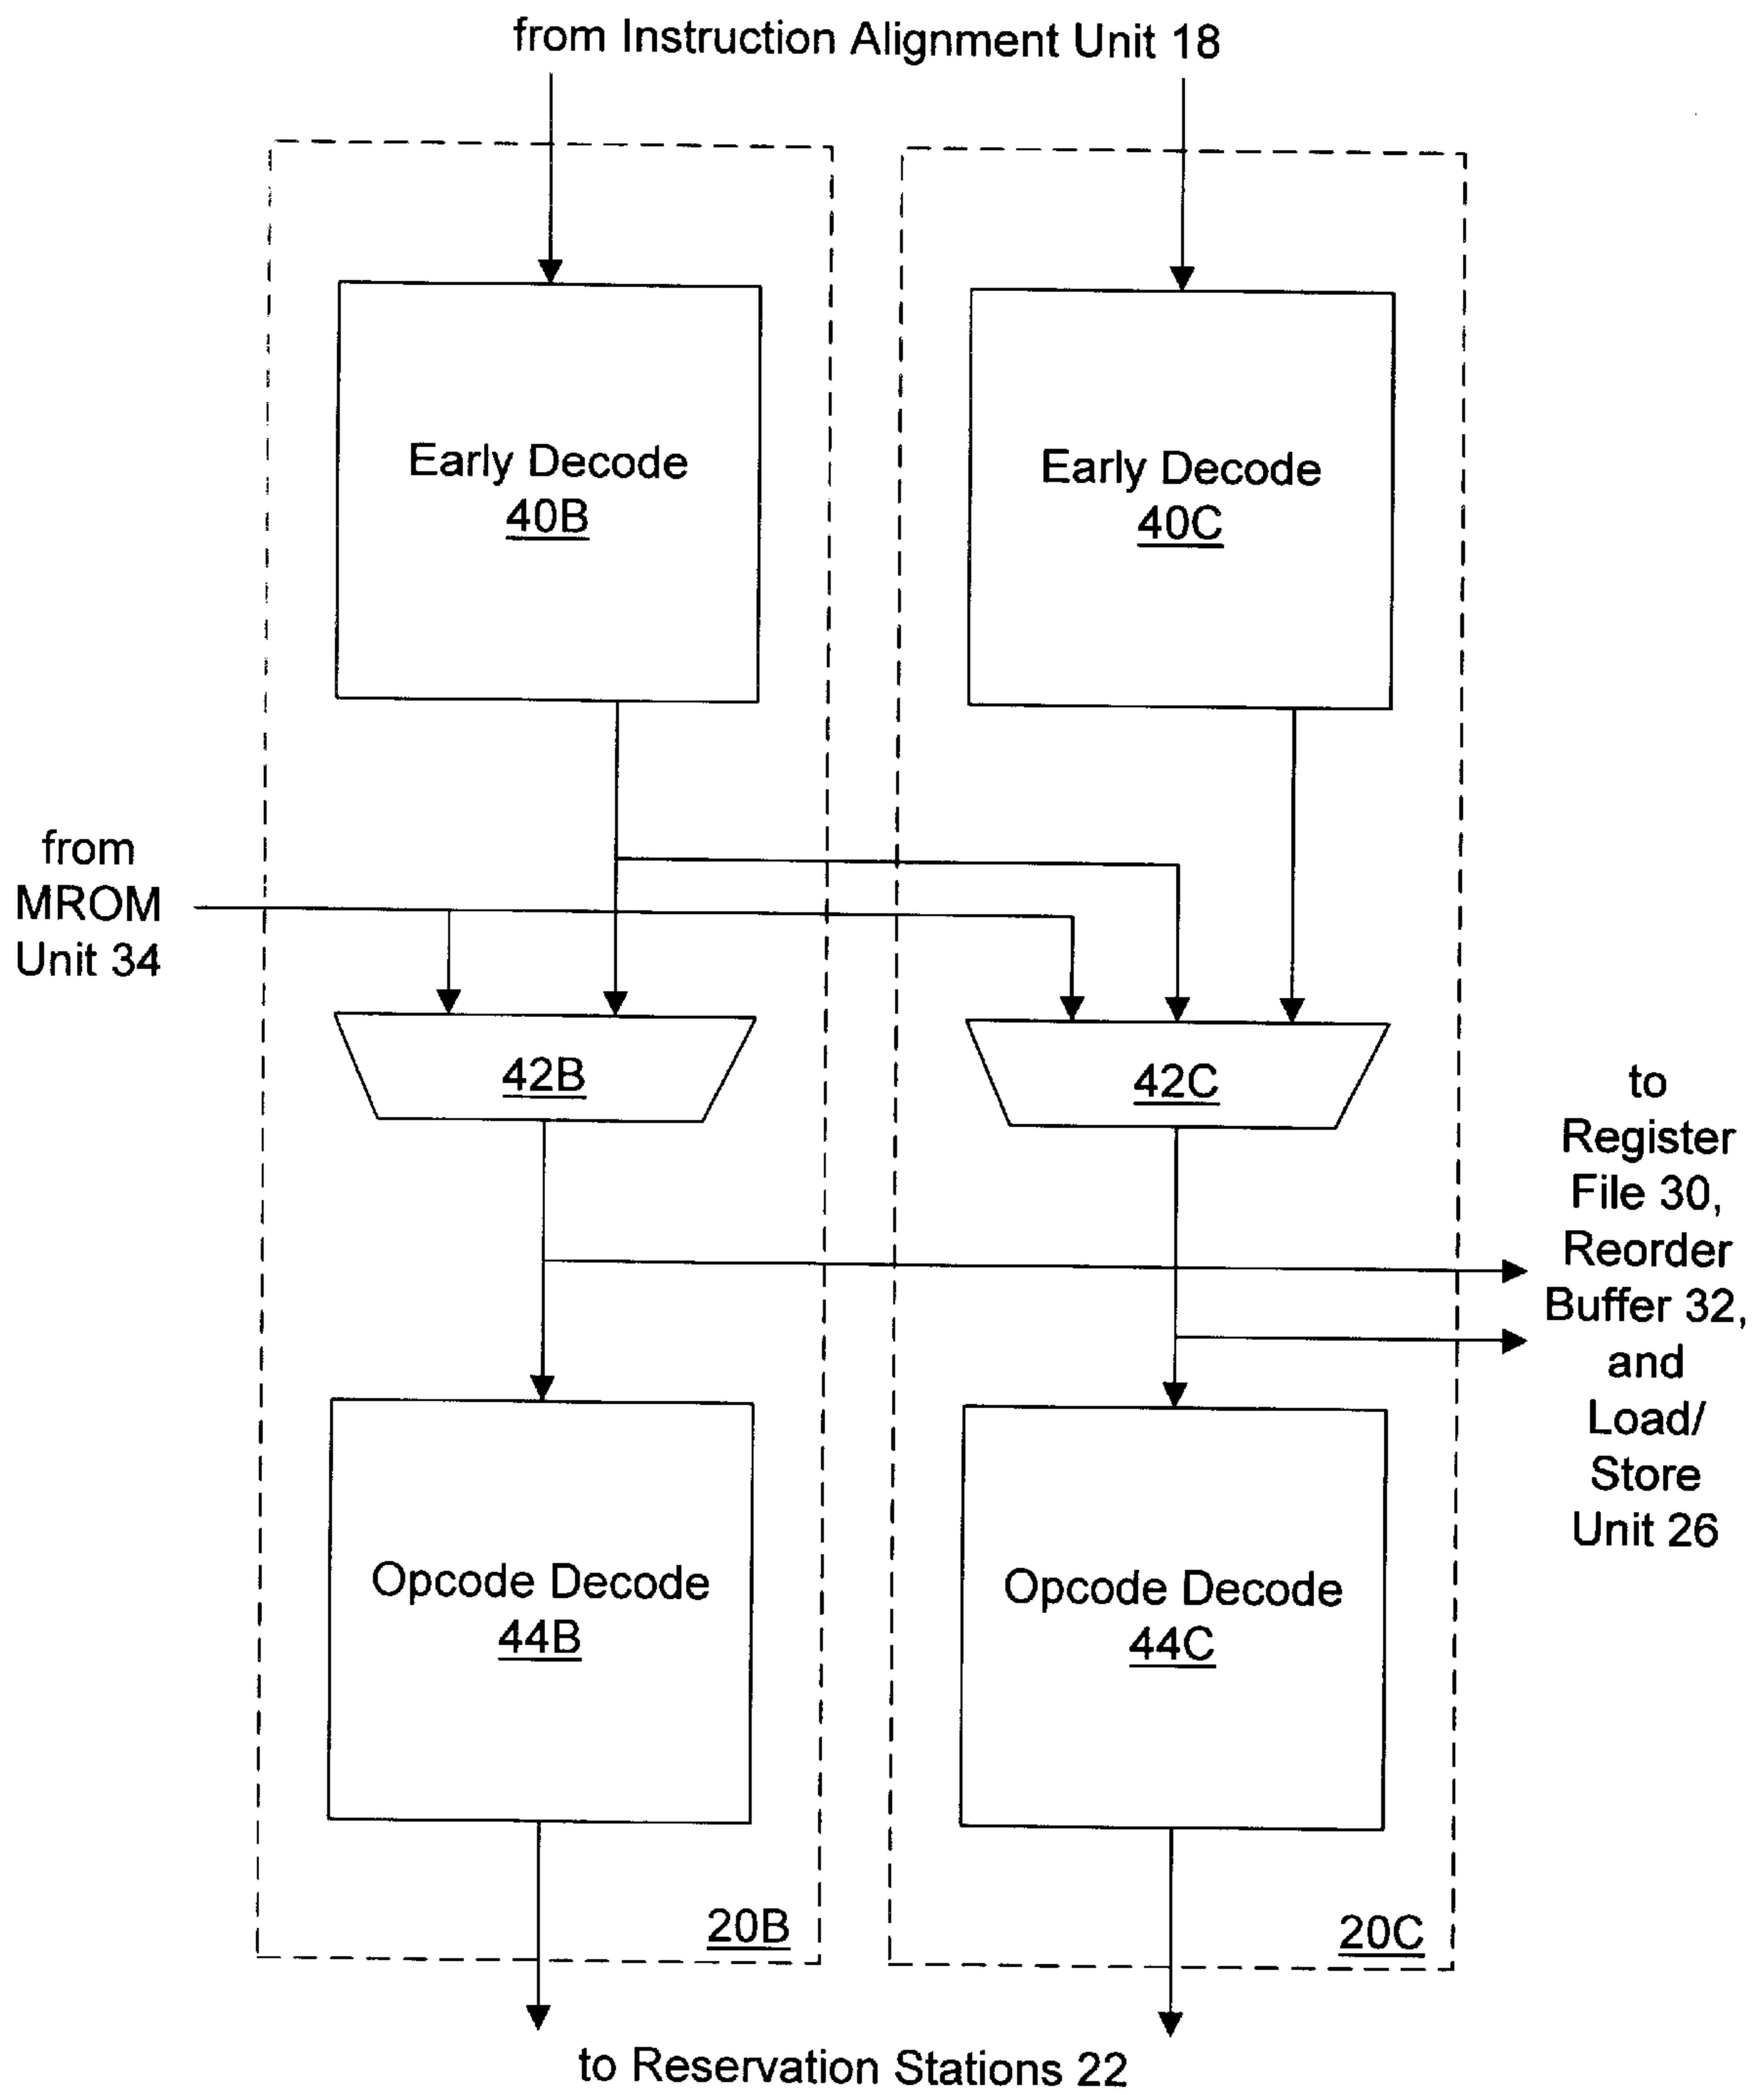 from Instruction Alignment Unit 18
Early Decode
40B
Early Decode
40C
from
MROM
Unit 34
42B
42C
to
Register
File 30,
Reorder
Buffer 32,
and
Load/
Store
Unit 26
Opcode Decode
44B
Opcode Decode
44C
20B
20C
to Reservation Stations 22